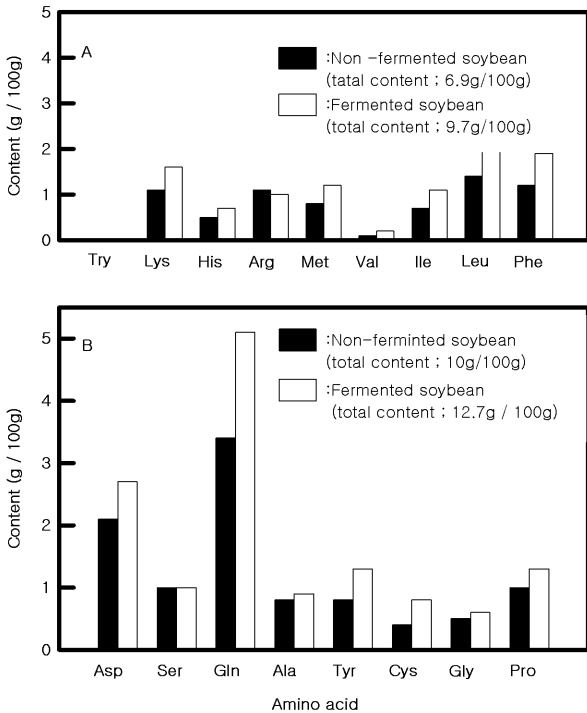 5
A
:Non -fermented soybean
(tatal content ; 6.9g/100g)
4
:Fermented soybean
(total content ; 9.7g/100g)
3
2
1
0
Content (g / 100g)
Try Lys His Arg Met Val Ile Leu Phe
B
5
:Non-ferminted soybean
(total content ; 10g/100g)
:Fermented soybean
(total content ; 12.7g / 100g)
4
3
2
1
0
Content (g / 100g)
Asp Ser Gln Ala Tyr Cys Gly Pro
Amino acid